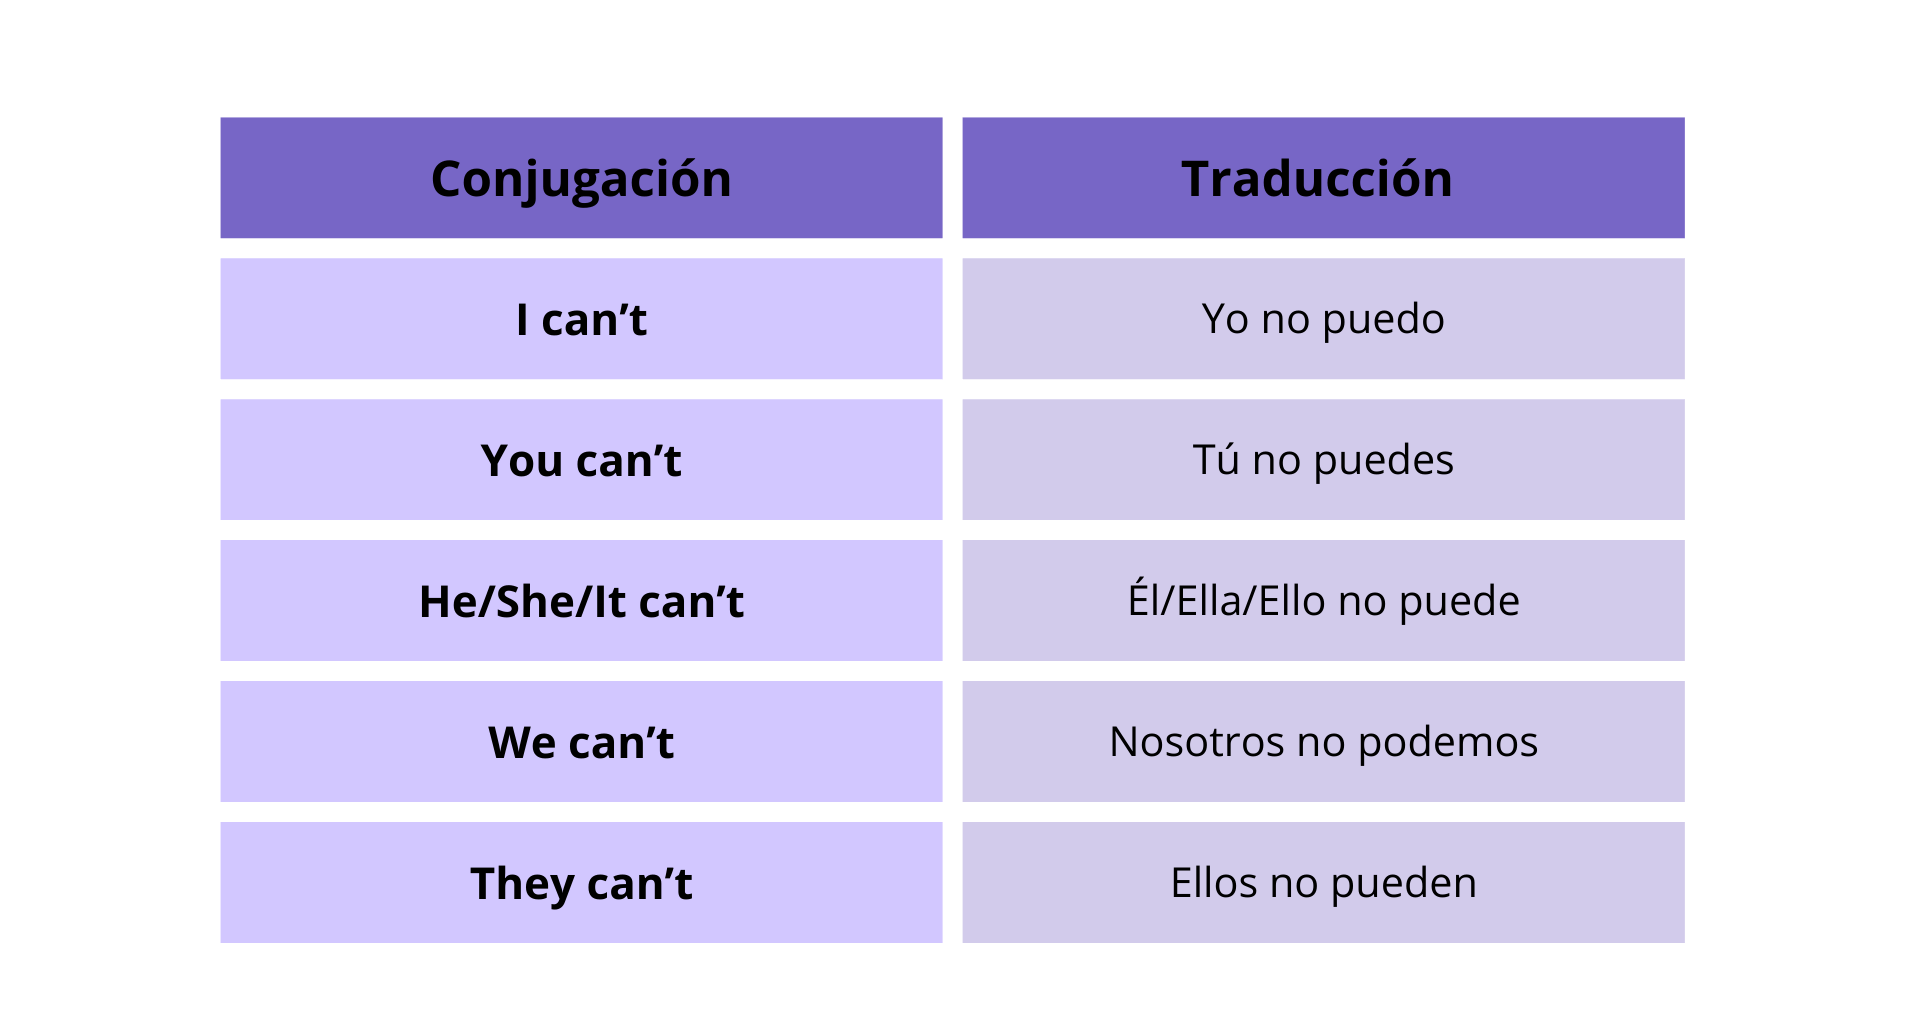 Conjugación Traducción
I can’t Yo no puedo
You can’t Tú no puedes
He/She/It can’t Él/Ella/Ello no puede
We can’t Nosotros no podemos
They can’t Ellos no pueden